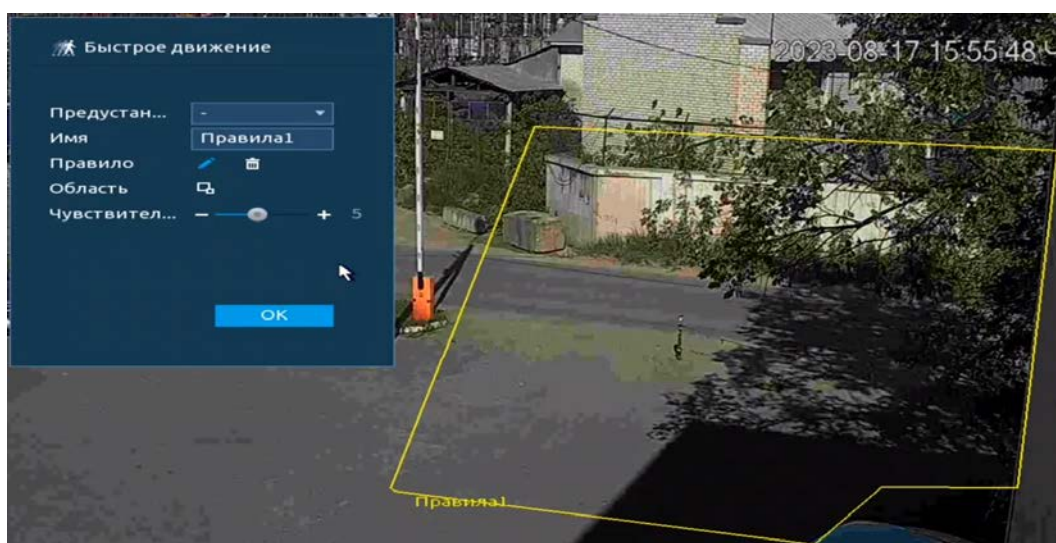 Быстрое движение
2023-08-17 15:55:48 Ч
Предустан... -
Имя Правила1
Правило
Область
Чувствител... − + 5
OK
Правила1